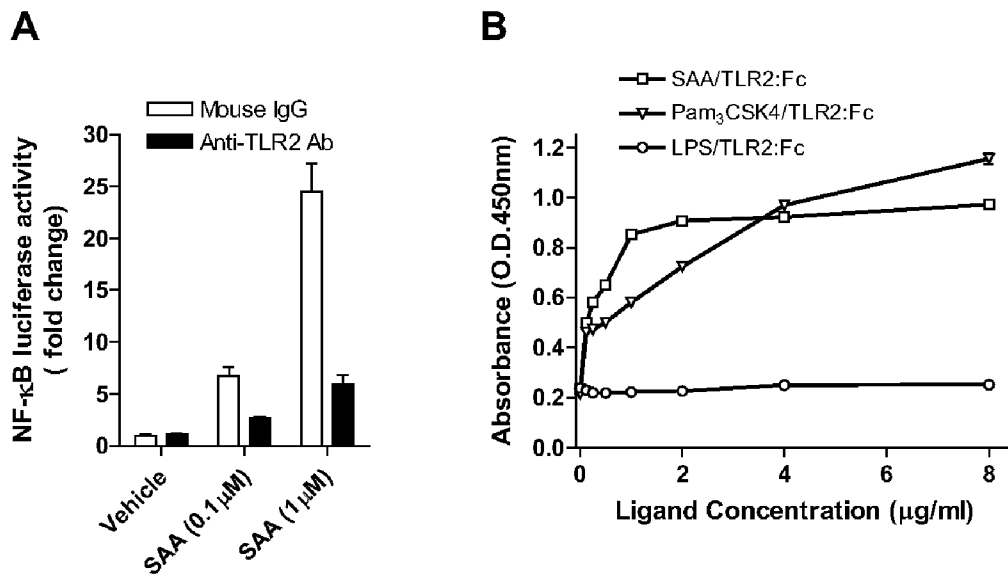 A
Mouse IgG
Anti-TLR2 Ab
NF-κB luciferase activity
( fold change)
30
25
20
15
10
5
0
Vehicle
SAA (0.1μM)
SAA (1μM)
B
SAA/TLR2:Fc
Pam₃CSK4/TLR2:Fc
LPS/TLR2:Fc
Absorbance (O.D.450nm)
1.2
1.0
0.8
0.6
0.4
0.2
0.0
0 2 4 6 8
Ligand Concentration (μg/ml)